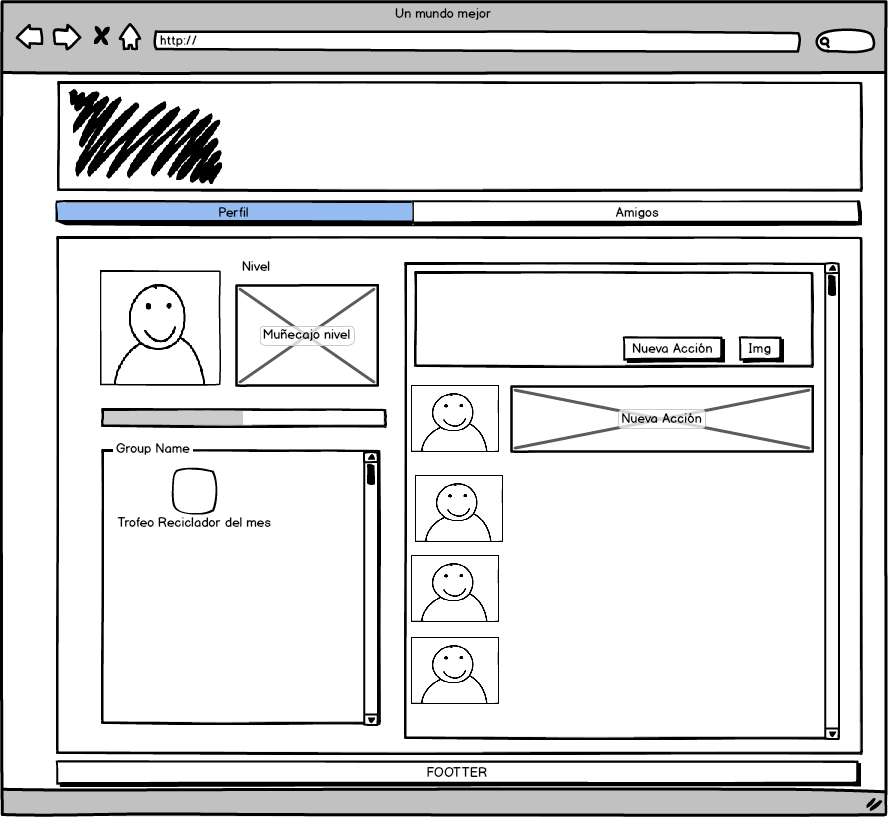 Un mundo mejor
http://
Perfil
Amigos
Nivel
Muñecajo nivel
Nueva Acción
Img
Nueva Acción
Group Name
Trofeo Reciclador del mes
FOOTTER